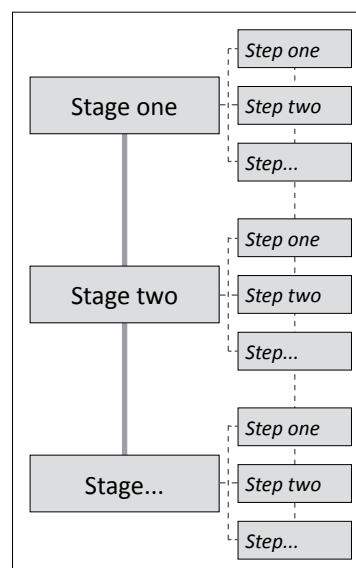 Stage one
Step one
Step two
Step...
Stage two
Step one
Step two
Step...
Stage...
Step one
Step two
Step...